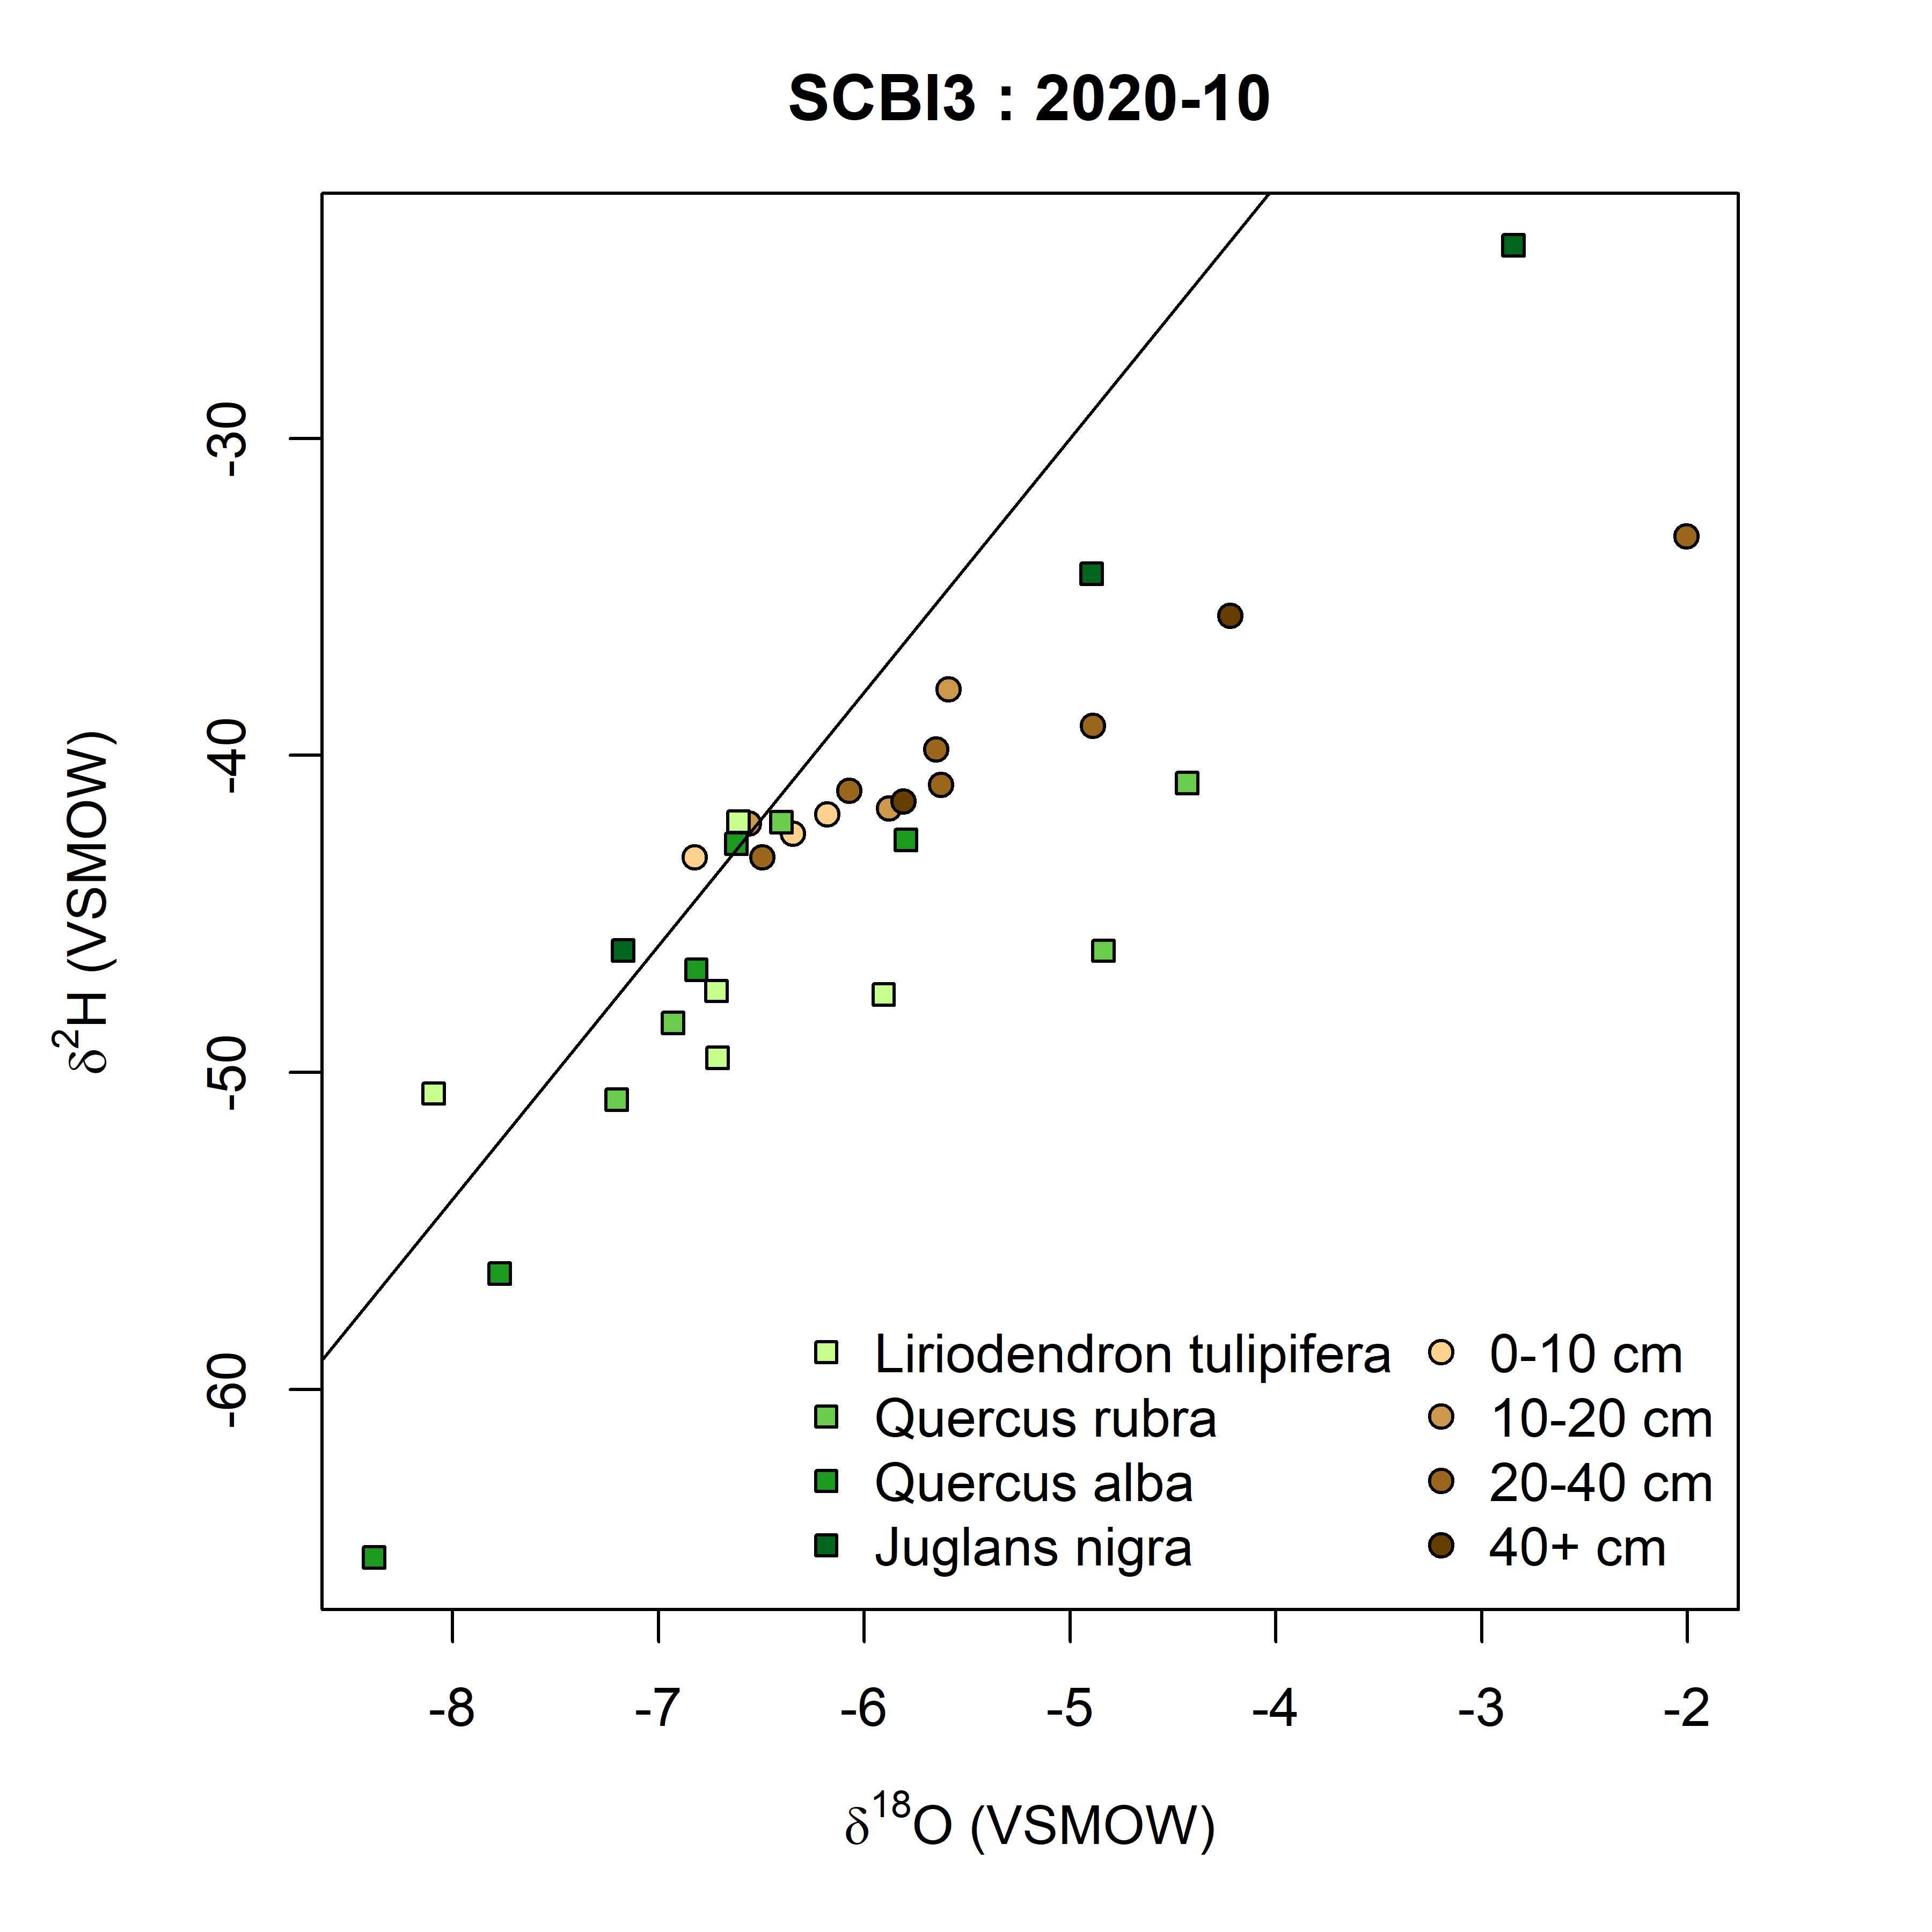 SCBI3 : 2020-10
δ²H (VSMOW)
-30
-40
-50
-60
Liriodendron tulipifera
Quercus rubra
Quercus alba
Juglans nigra
0-10 cm
10-20 cm
20-40 cm
40+ cm
-8 -7 -6 -5 -4 -3 -2
δ¹⁸O (VSMOW)